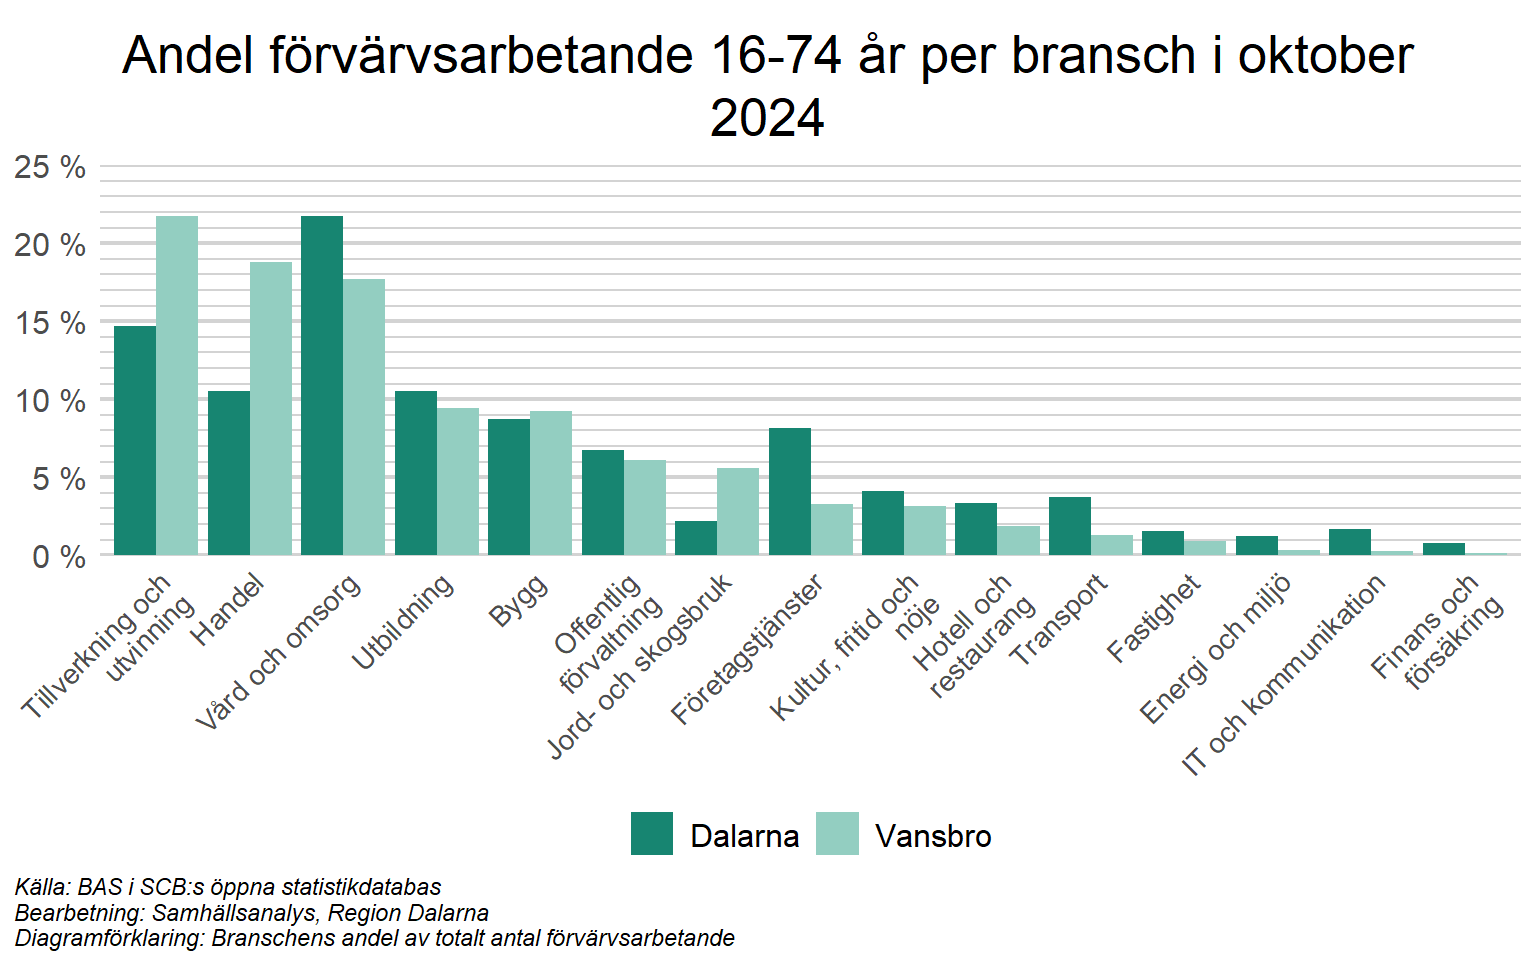 Andel förvärvsarbetande 16-74 år per bransch i oktober
2024
25 %
20 %
15 %
10 %
5 %
0 %
Tillverkning och
utvinning
Handel
Vård och omsorg
Utbildning
Bygg
Offentlig
förvaltning
Jord- och skogsbruk
Företagstjänster
Kultur, fritid och
nöje
Hotell och
restaurang
Transport
Fastighet
Energi och miljö
IT och kommunikation
Finans och
försäkring
Dalarna
Vansbro
Källa: BAS i SCB:s öppna statistikdatabas
Bearbetning: Samhällsanalys, Region Dalarna
Diagramförklaring: Branschens andel av totalt antal förvärvsarbetande